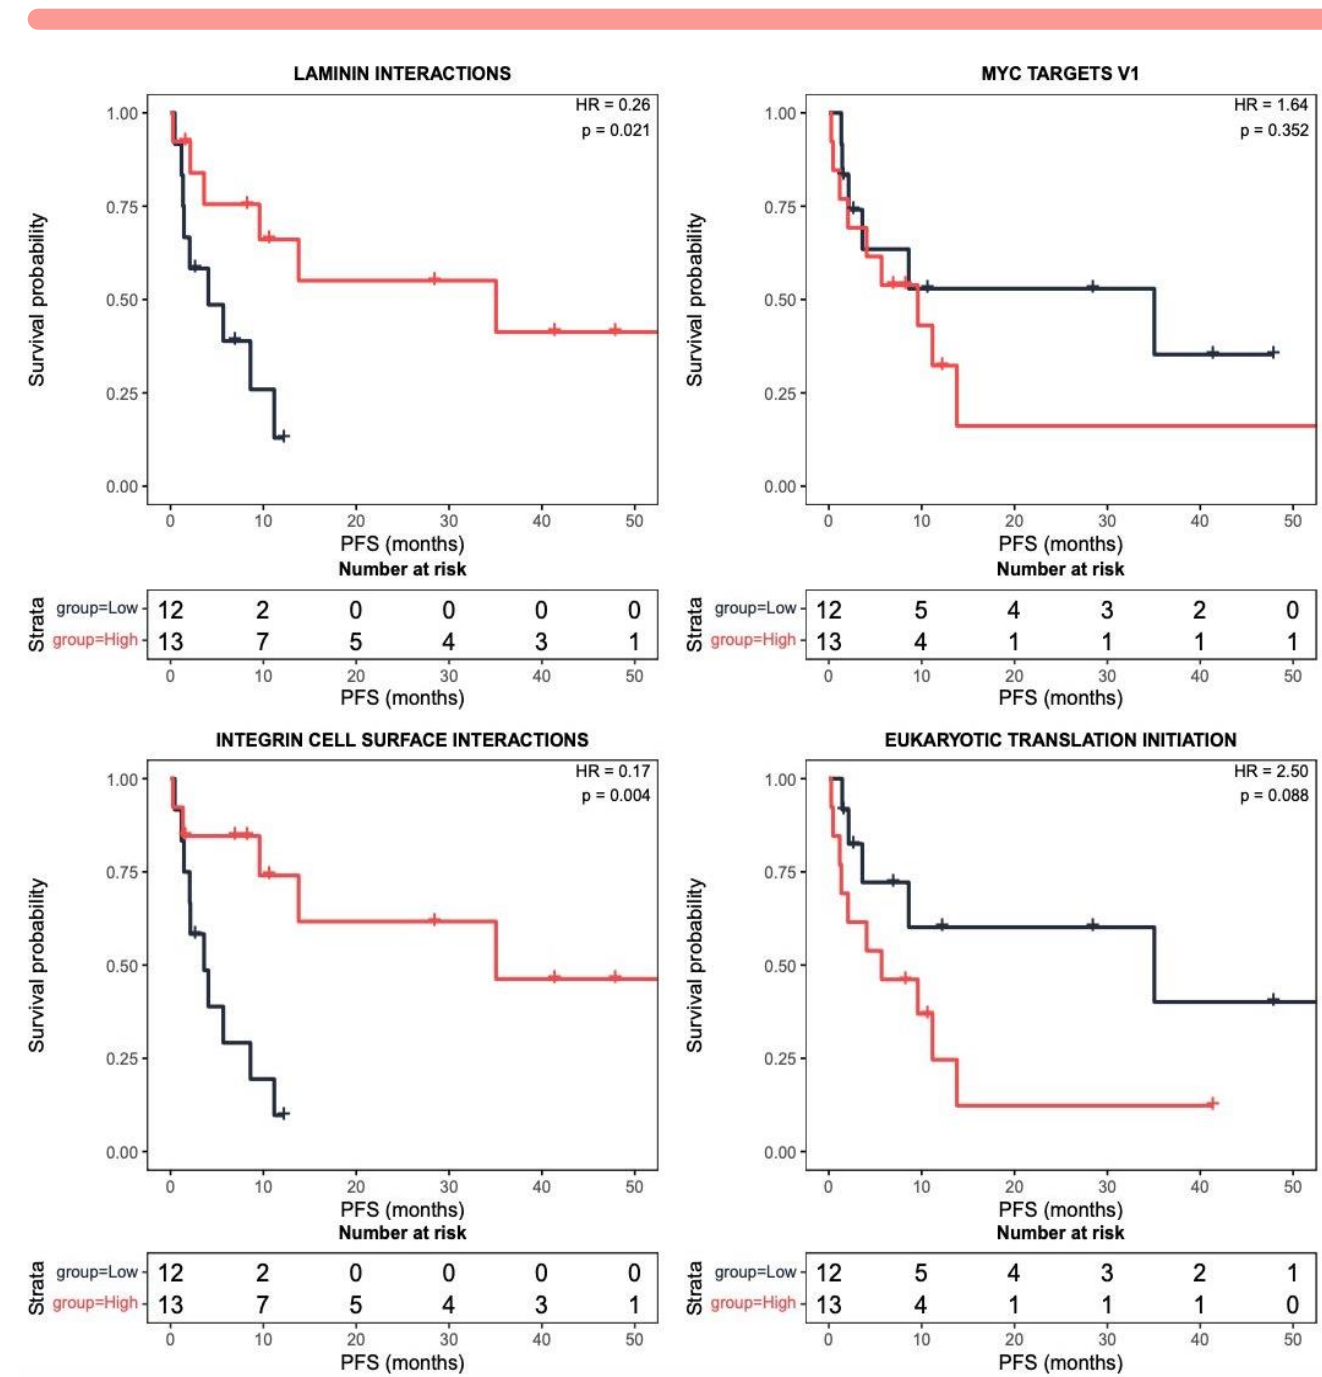 LAMININ INTERACTIONS
HR = 0.26
p = 0.021
1.00
0.75
0.50
0.25
0.00
Survival probability
0 10 20 30 40 50
PFS (months)
Number at risk
Strata
group=Low 12 2 0 0 0 0
group=High 13 7 5 4 3 1
0 10 20 30 40 50
PFS (months)
MYC TARGETS V1
HR = 1.64
p = 0.352
1.00
0.75
0.50
0.25
0.00
Survival probability
0 10 20 30 40 50
PFS (months)
Number at risk
Strata
group=Low 12 5 4 3 2 0
group=High 13 4 1 1 1 1
0 10 20 30 40 50
PFS (months)
INTEGRIN CELL SURFACE INTERACTIONS
HR = 0.17
p = 0.004
1.00
0.75
0.50
0.25
0.00
Survival probability
0 10 20 30 40 50
PFS (months)
Number at risk
Strata
group=Low 12 2 0 0 0 0
group=High 13 7 5 4 3 1
0 10 20 30 40 50
PFS (months)
EUKARYOTIC TRANSLATION INITIATION
HR = 2.50
p = 0.088
1.00
0.75
0.50
0.25
0.00
Survival probability
0 10 20 30 40 50
PFS (months)
Number at risk
Strata
group=Low 12 5 4 3 2 1
group=High 13 4 1 1 1 0
0 10 20 30 40 50
PFS (months)